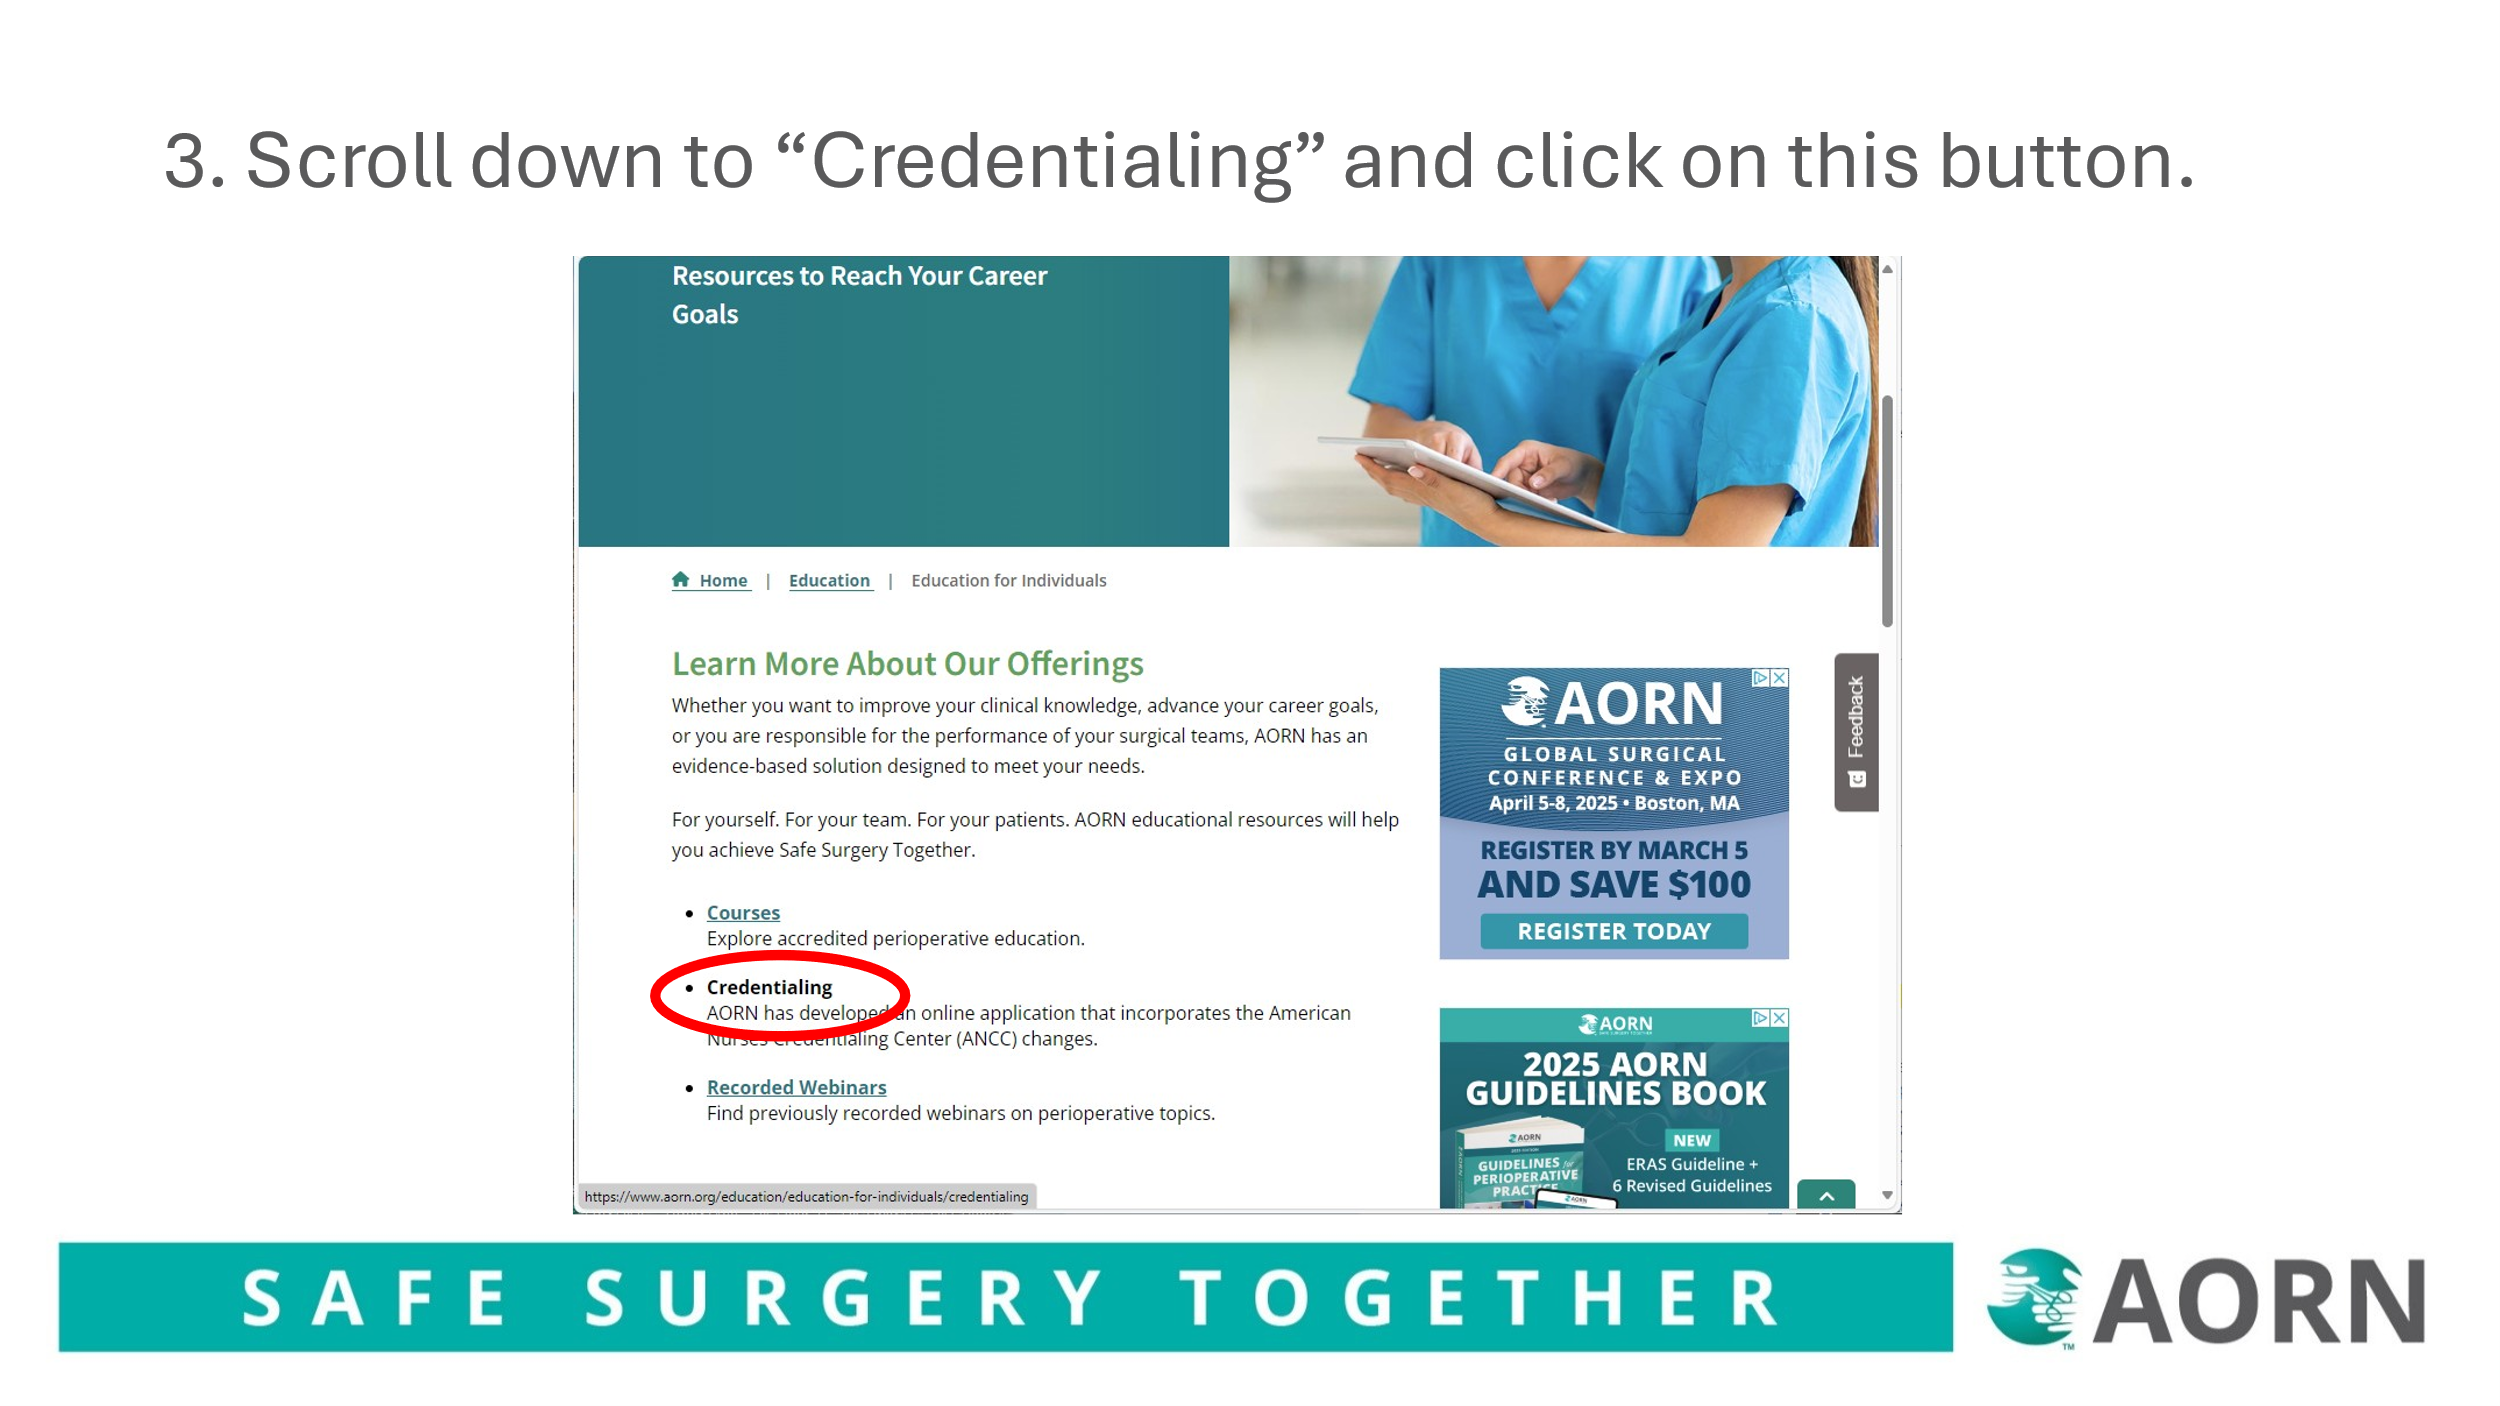 3. Scroll down to “Credentialing” and click on this button.
Resources to Reach Your Career
Goals
Home | Education | Education for Individuals
Learn More About Our Offerings
Whether you want to improve your clinical knowledge, advance your career goals,
or you are responsible for the performance of your surgical teams, AORN has an
evidence-based solution designed to meet your needs.
For yourself. For your team. For your patients. AORN educational resources will help
you achieve Safe Surgery Together.
• Courses
Explore accredited perioperative education.
• Credentialing
AORN has developed an online application that incorporates the American
Nurses Credentialing Center (ANCC) changes.
• Recorded Webinars
Find previously recorded webinars on perioperative topics.
https://www.aorn.org/education/education-for-individuals/credentialing
AORN
GLOBAL SURGICAL
CONFERENCE & EXPO
April 5-8, 2025 • Boston, MA
REGISTER BY MARCH 5
AND SAVE $100
REGISTER TODAY
Feedback
AORN
2025 AORN
GUIDELINES BOOK
AORN
GUIDELINES for
PERIOPERATIVE
PRACTICE
AORN
NEW
ERAS Guideline +
6 Revised Guidelines
SAFE SURGERY TOGETHER
AORN
TM